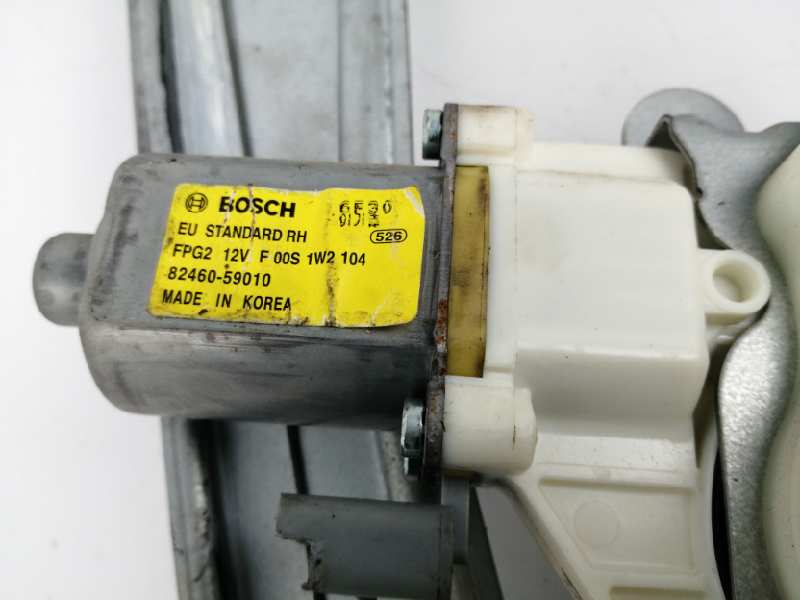 BOSCH
EU STANDARD RH
526
FPG2 12V F 00S 1W2 104
82460-59010
MADE IN KOREA